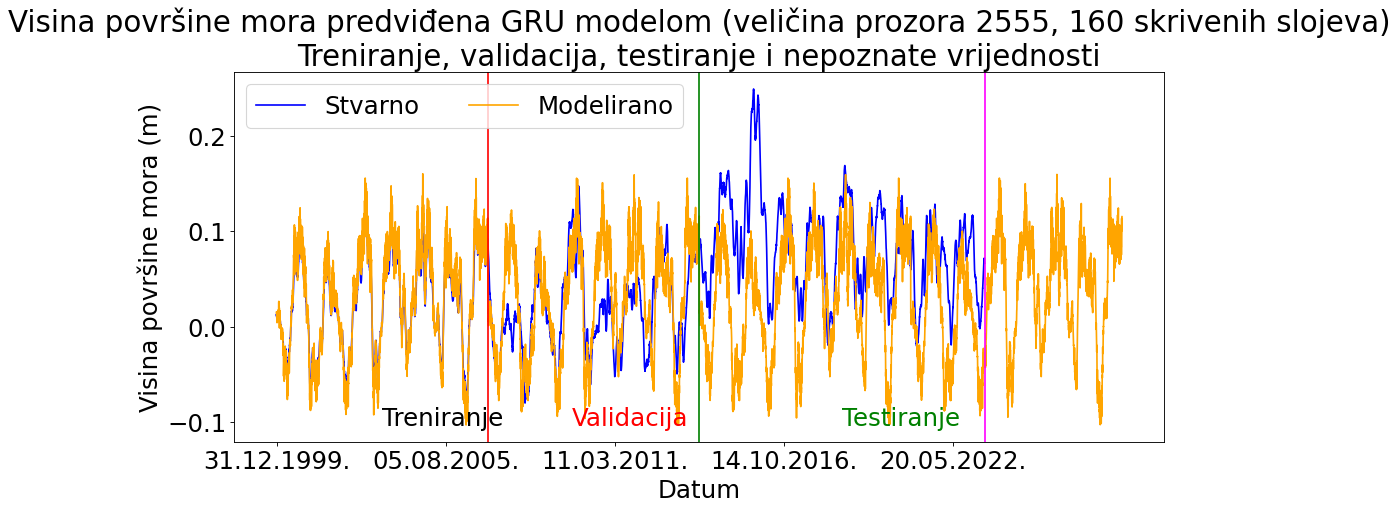 Visina površine mora predviđena GRU modelom (veličina prozora 2555, 160 skrivenih slojeva)
Treniranje, validacija, testiranje i nepoznate vrijednosti
Stvarno
Modelirano
Visina površine mora (m)
0.2
0.1
0.0
−0.1
Treniranje
Validacija
Testiranje
31.12.1999.
05.08.2005.
11.03.2011.
14.10.2016.
20.05.2022.
Datum